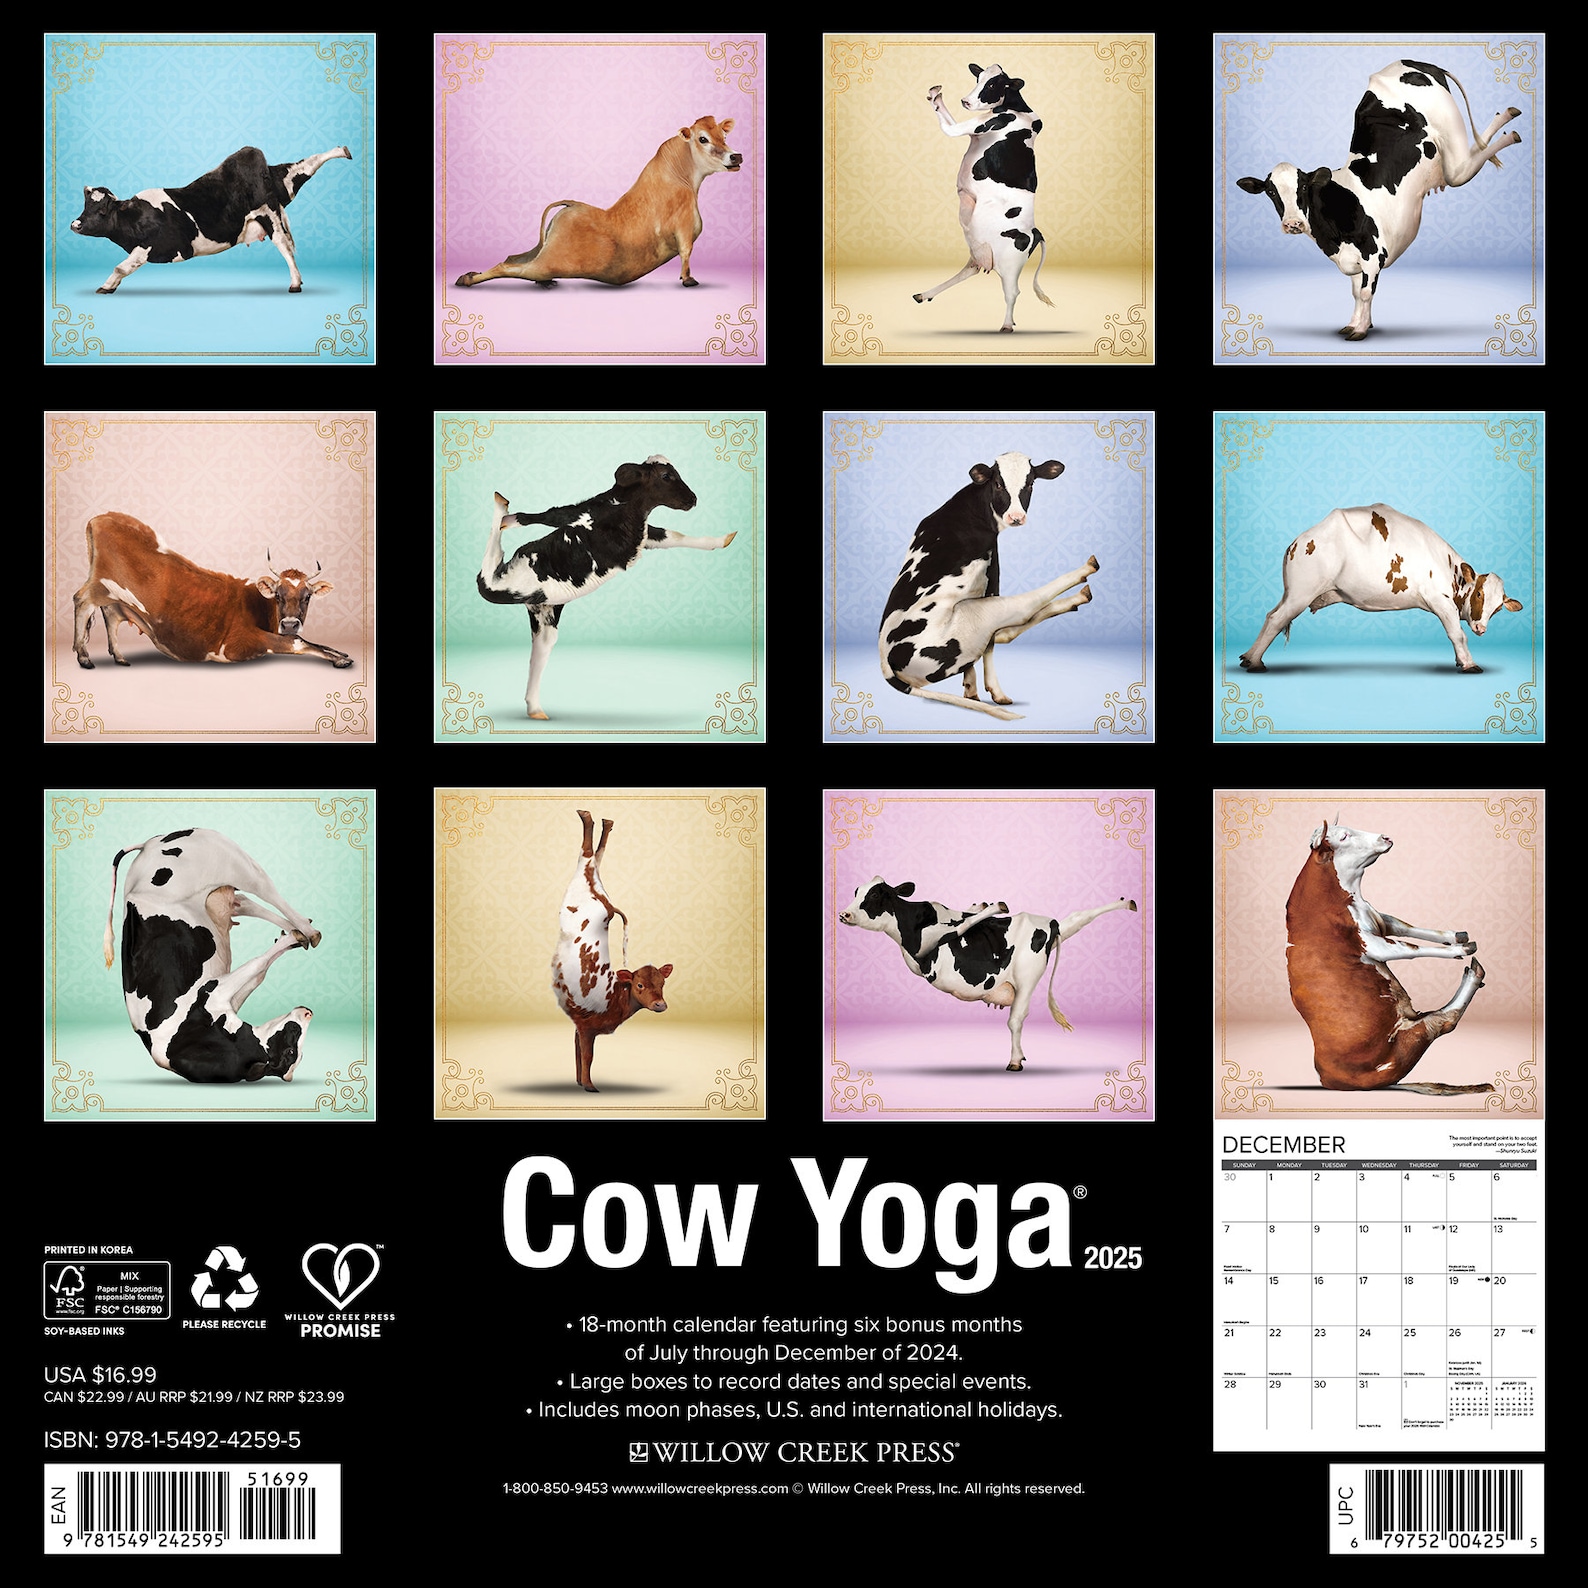 Cow Yoga®
2025
• 18-month calendar featuring six bonus months
of July through December of 2024.
• Large boxes to record dates and special events.
• Includes moon phases, U.S. and international holidays.
WILLOW CREEK PRESS®
1-800-850-9453 www.willowcreekpress.com © Willow Creek Press, Inc. All rights reserved.
PRINTED IN KOREA
FSC®
www.fsc.org
MIX
Paper | Supporting
responsible forestry
FSC® C156790
SOY-BASED INKS
PLEASE RECYCLE
WILLOW CREEK PRESS
PROMISE™
USA $16.99
CAN $22.99 / AU RRP $21.99 / NZ RRP $23.99
ISBN: 978-1-5492-4259-5
EAN
51699
9 781549 242595
DECEMBER
The most important point is to accept
yourself and stand on your two feet.
—Shunryu Suzuki
SUNDAY MONDAY TUESDAY WEDNESDAY THURSDAY FRIDAY SATURDAY
30 1 2 3 4 5 6
7 8 9 10 11 12 13
14 15 16 17 18 19 20
21 22 23 24 25 26 27
28 29 30 31 1
NOVEMBER 2025 JANUARY 2026
UPC
6 79752 00425 5